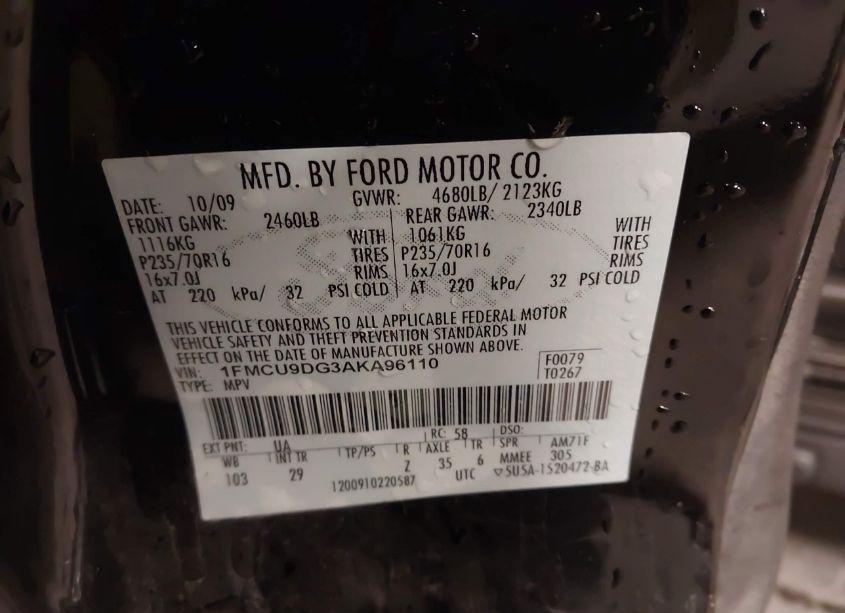 MFD. BY FORD MOTOR CO.
DATE: 10/09 GVWR: 4680LB/ 2123KG
FRONT GAWR: 2460LB REAR GAWR: 2340LB
1116KG WITH 1061KG WITH
P235/70R16 TIRES P235/70R16 TIRES
16x7.0J RIMS 16x7.0J RIMS
AT 220 kPa/ 32 PSI COLD AT 220 kPa/ 32 PSI COLD
THIS VEHICLE CONFORMS TO ALL APPLICABLE FEDERAL MOTOR
VEHICLE SAFETY AND THEFT PREVENTION STANDARDS IN
EFFECT ON THE DATE OF MANUFACTURE SHOWN ABOVE.
VIN: 1FMCU9DG3AKA96110 F0079
TYPE: MPV T0267
EXT PNT: UA RC: 58 DSO:
WB INT TR TP/PS R AXLE TR SPR AM71F
103 29 Z 35 6 MMEE 305
1200910220587 UTC ▽5U5A-1520472-BA